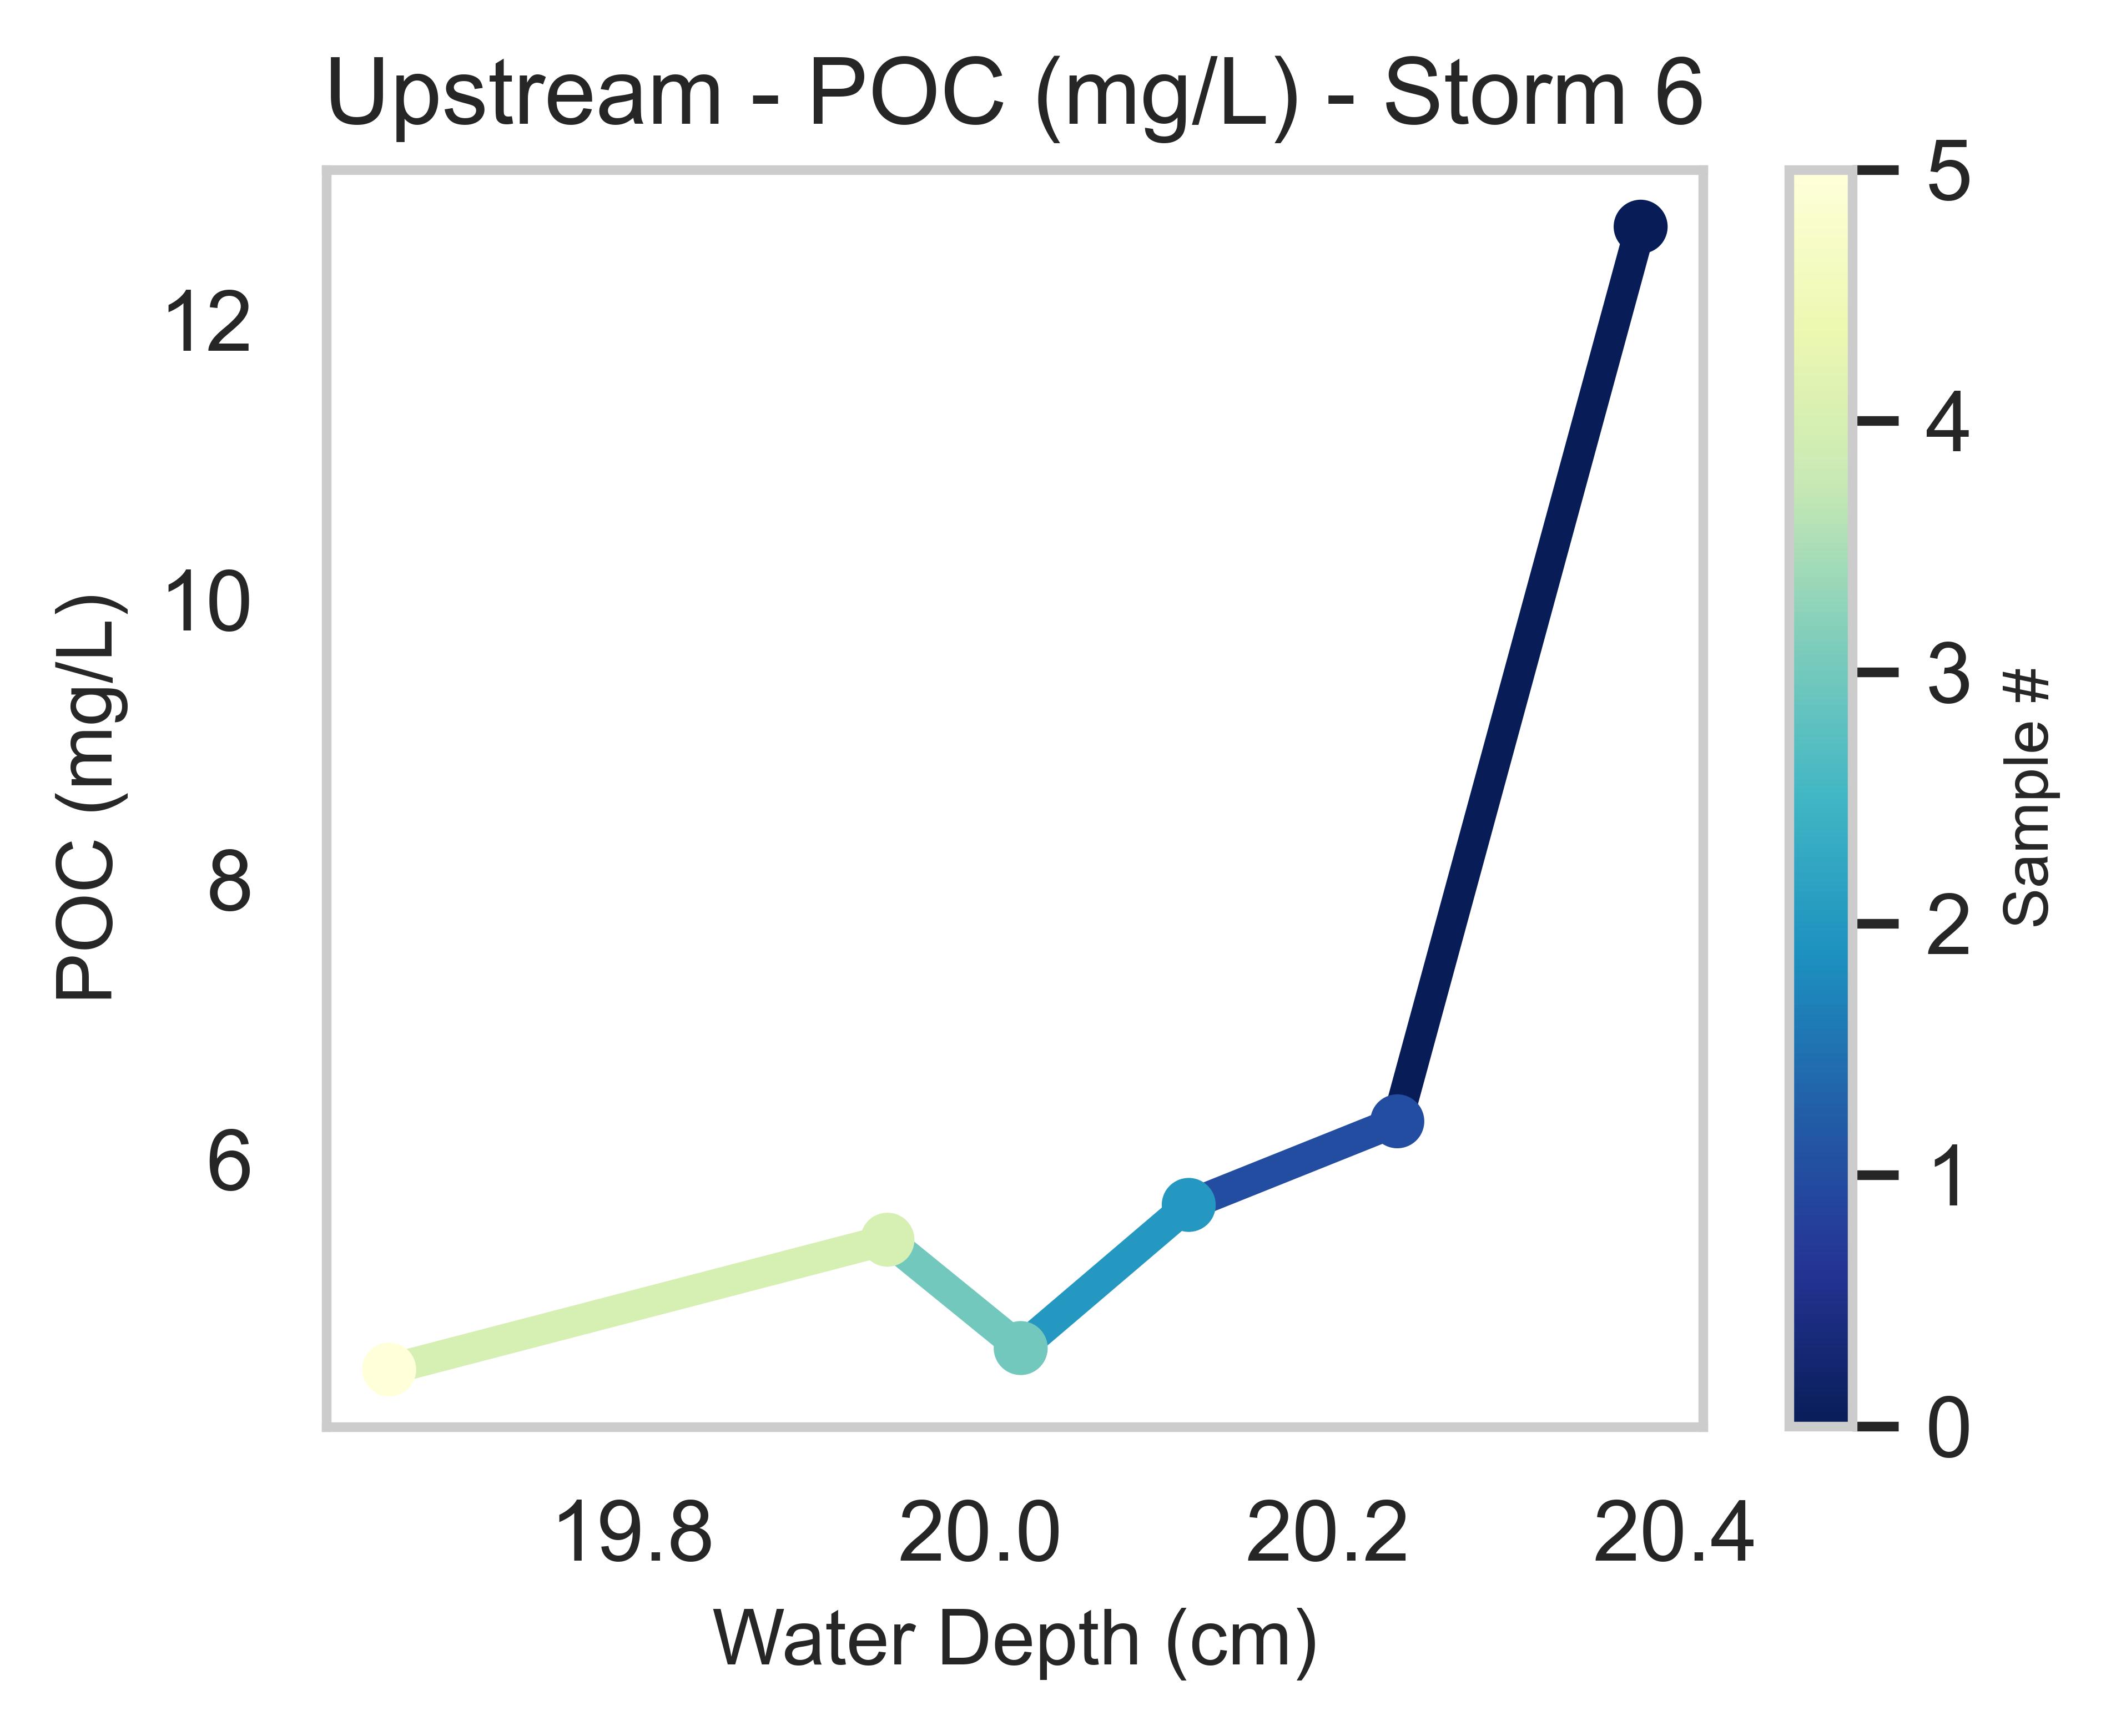 Upstream - POC (mg/L) - Storm 6
POC (mg/L)
12
10
8
6
19.8 20.0 20.2 20.4
Water Depth (cm)
5
4
3
2
1
0
Sample #